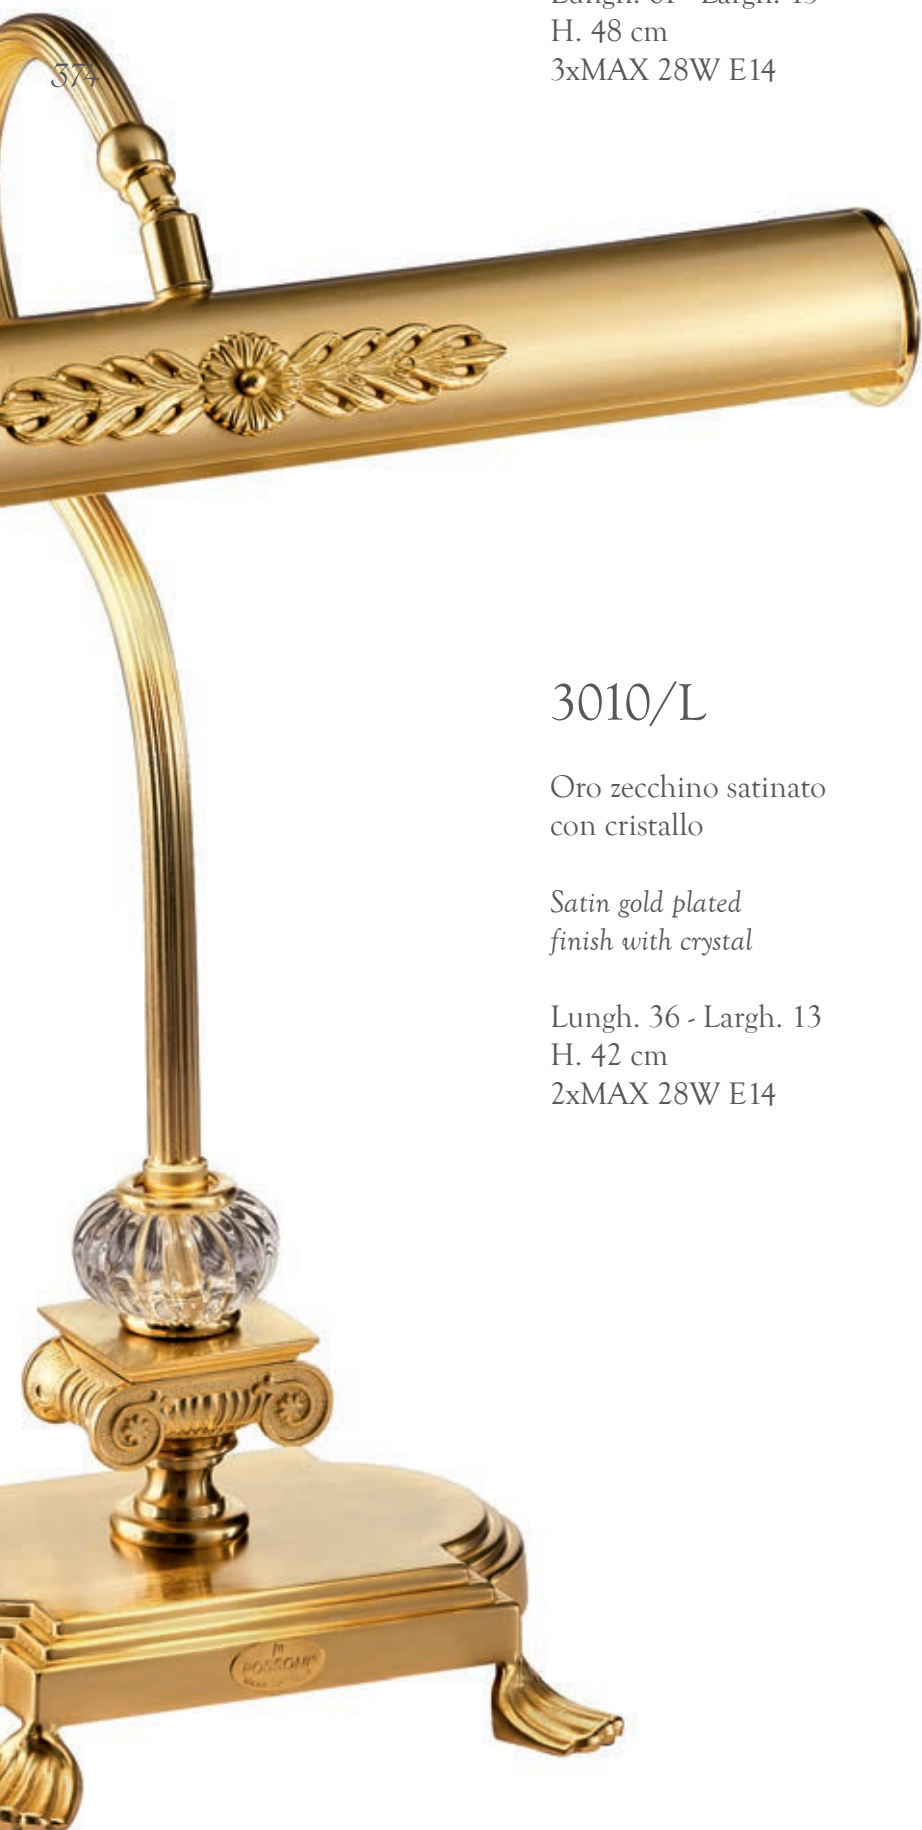 H. 48 cm
3xMAX 28W E14
374
3010/L
Oro zecchino satinato
con cristallo
Satin gold plated
finish with crystal
Lungh. 36 - Largh. 13
H. 42 cm
2xMAX 28W E14
POSSONI